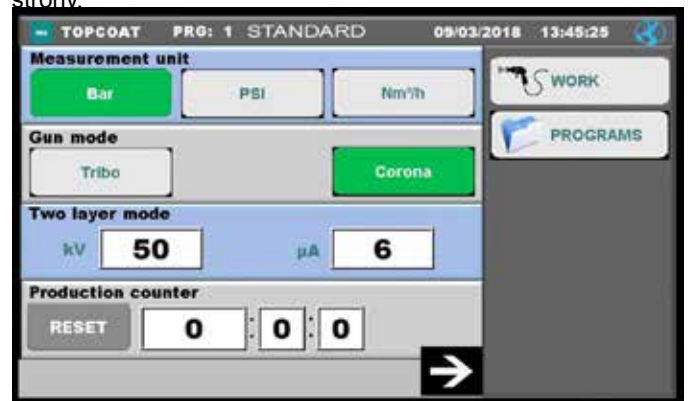 strony.
TOPCOAT PRG: 1 STANDARD 09/03/2018 13:45:25
Measurement unit
Bar PSI Nm³/h
WORK
PROGRAMS
Gun mode
Tribo Corona
Two layer mode
kV 50 µA 6
Production counter
RESET 0 : 0 : 0